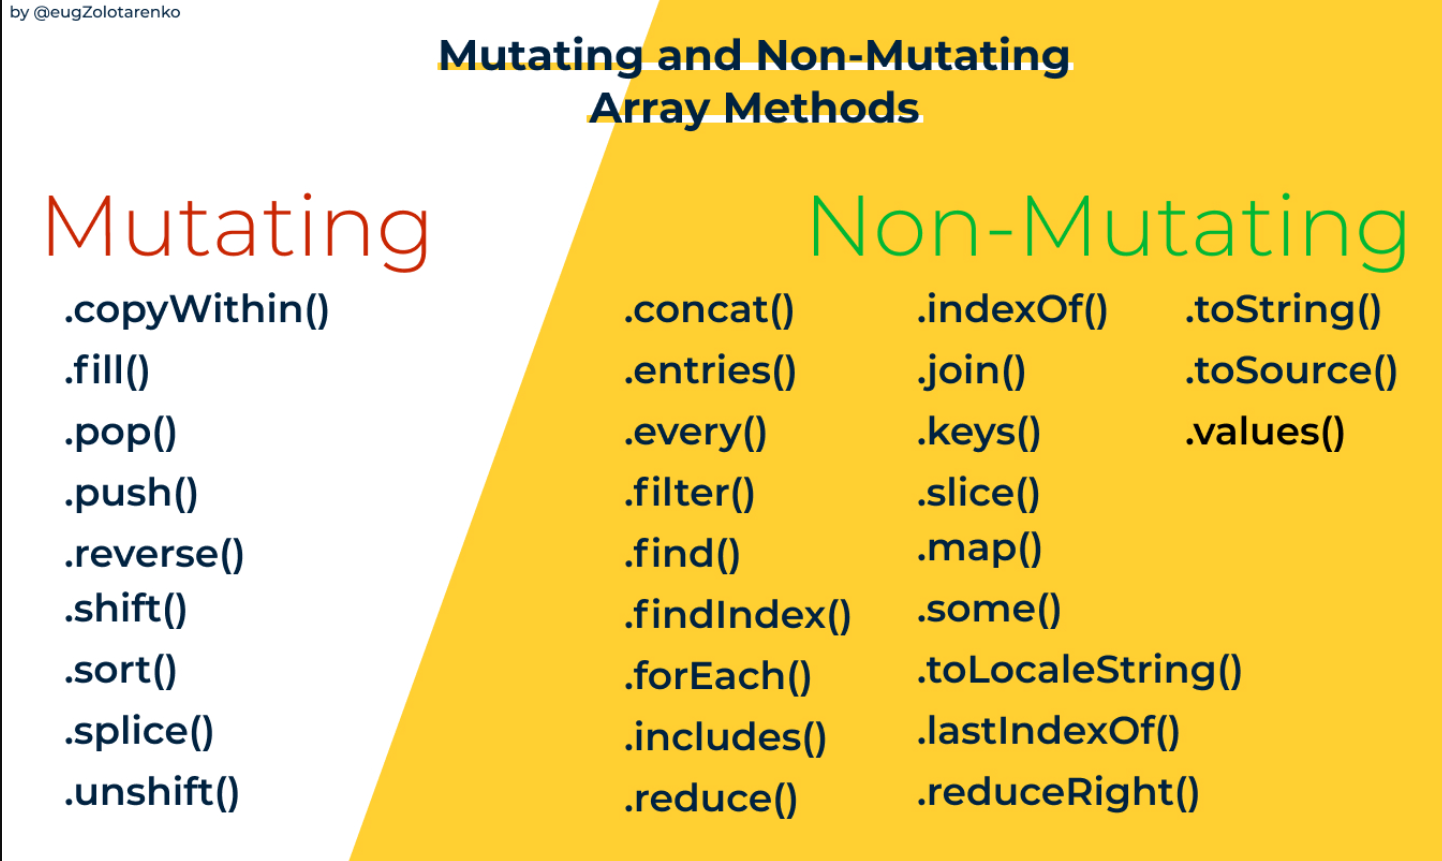 by @eugZolotarenko
Mutating and Non-Mutating
Array Methods
Mutating
.copyWithin()
.fill()
.pop()
.push()
.reverse()
.shift()
.sort()
.splice()
.unshift()
Non-Mutating
.concat()
.entries()
.every()
.filter()
.find()
.findIndex()
.forEach()
.includes()
.reduce()
.indexOf()
.join()
.keys()
.slice()
.map()
.some()
.toLocaleString()
.lastIndexOf()
.reduceRight()
.toString()
.toSource()
.values()